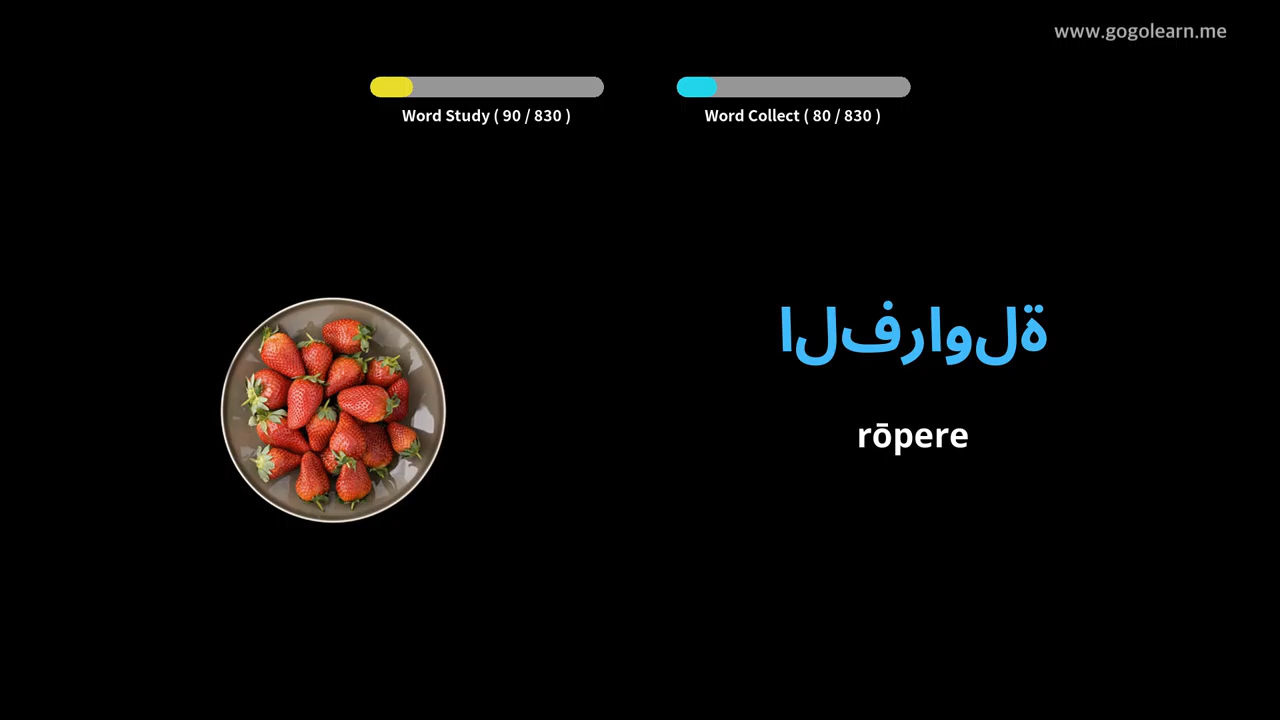 www.gogolearn.me
Word Study ( 90 / 830 )
Word Collect ( 80 / 830 )
الفراولة
rōpere